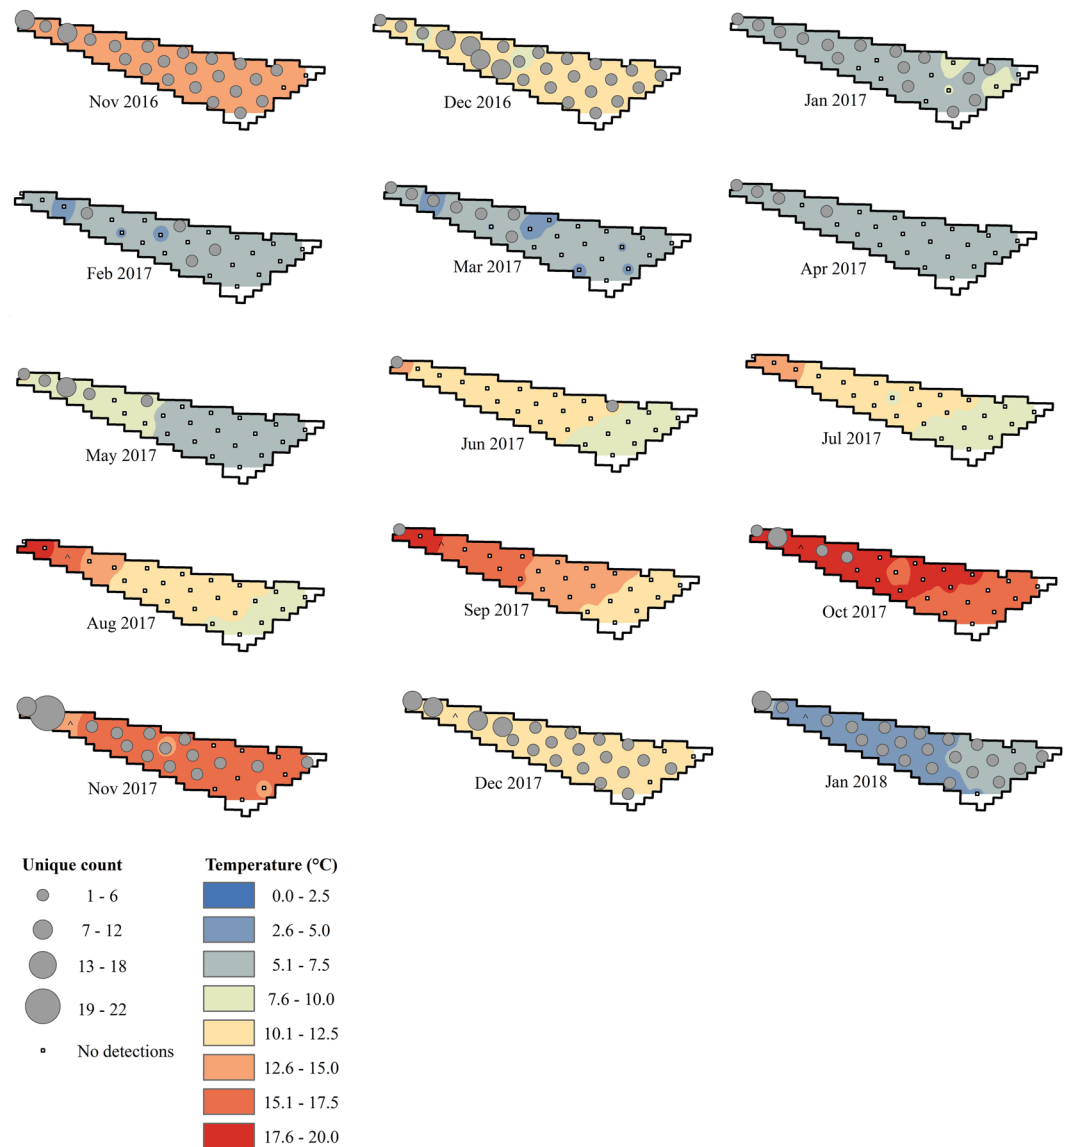 Nov 2016
Dec 2016
Jan 2017
Feb 2017
Mar 2017
Apr 2017
May 2017
Jun 2017
Jul 2017
Aug 2017
Sep 2017
Oct 2017
Nov 2017
Dec 2017
Jan 2018
Unique count
1 - 6
7 - 12
13 - 18
19 - 22
No detections
Temperature (°C)
0.0 - 2.5
2.6 - 5.0
5.1 - 7.5
7.6 - 10.0
10.1 - 12.5
12.6 - 15.0
15.1 - 17.5
17.6 - 20.0